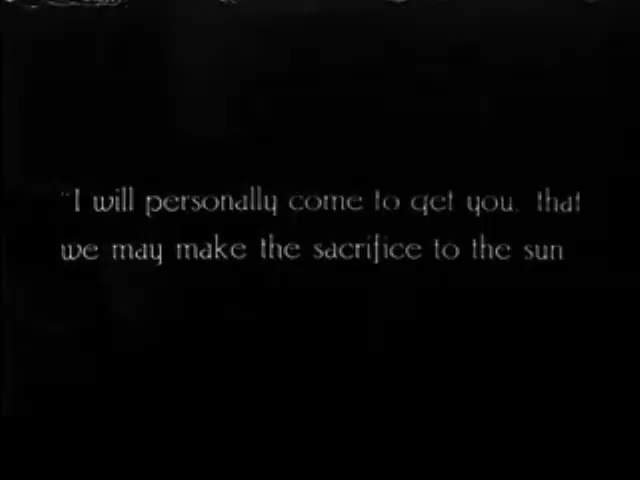 "I will personally come to get you, that
we may make the sacrifice to the sun